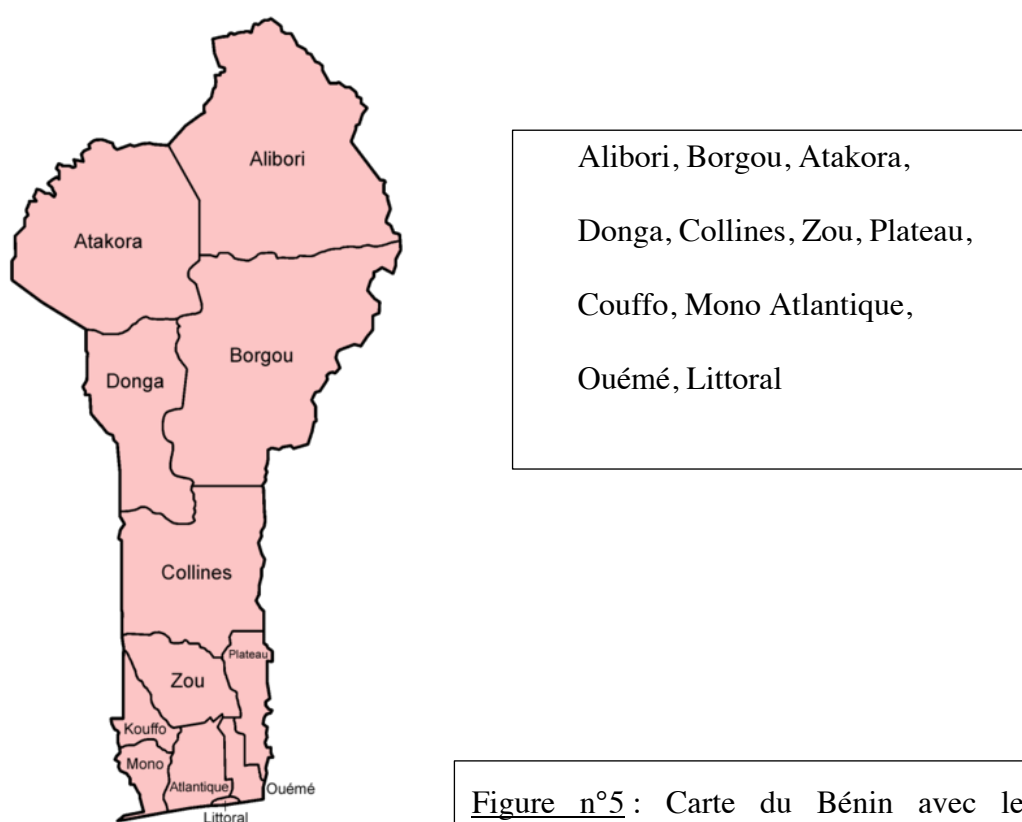 Alibori
Atakora
Borgou
Donga
Collines
Plateau
Zou
Kouffo
Mono
Atlantique
Ouémé
Littoral
Alibori, Borgou, Atakora,
Donga, Collines, Zou, Plateau,
Couffo, Mono Atlantique,
Ouémé, Littoral
Figure n°5 : Carte du Bénin avec le